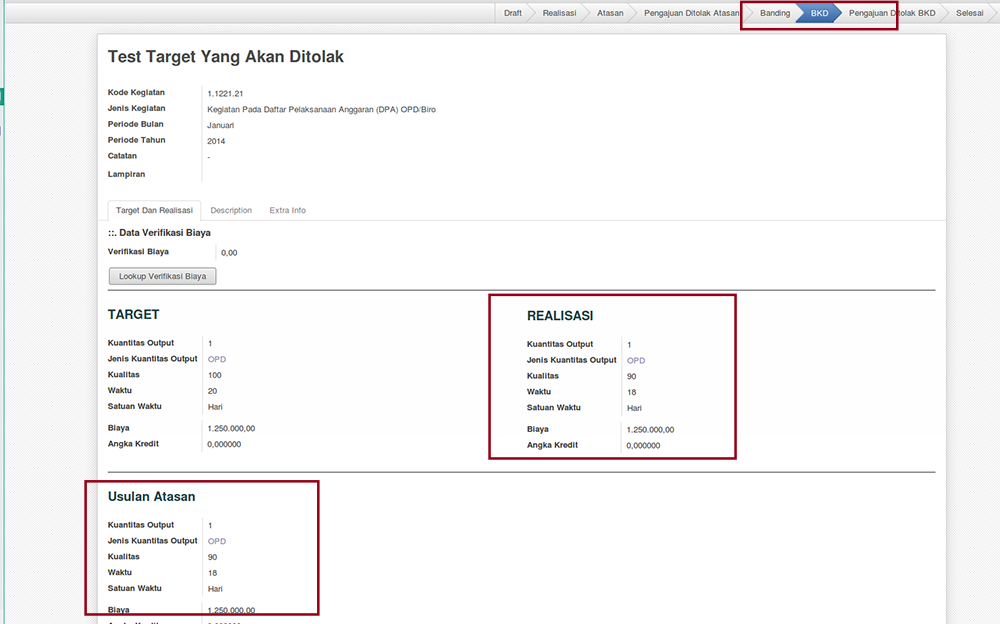 Draft Realisasi Atasan Pengajuan Ditolak Atasan Banding BKD Pengajuan Ditolak BKD Selesai
Test Target Yang Akan Ditolak
Kode Kegiatan 1.1221.21
Jenis Kegiatan Kegiatan Pada Daftar Pelaksanaan Anggaran (DPA) OPD/Biro
Periode Bulan Januari
Periode Tahun 2014
Catatan -
Lampiran
Target Dan Realisasi Description Extra Info
::. Data Verifikasi Biaya
Verifikasi Biaya 0,00
Lookup Verifikasi Biaya
TARGET
Kuantitas Output 1
Jenis Kuantitas Output OPD
Kualitas 100
Waktu 20
Satuan Waktu Hari
Biaya 1.250.000,00
Angka Kredit 0,000000
REALISASI
Kuantitas Output 1
Jenis Kuantitas Output OPD
Kualitas 90
Waktu 18
Satuan Waktu Hari
Biaya 1.250.000,00
Angka Kredit 0,000000
Usulan Atasan
Kuantitas Output 1
Jenis Kuantitas Output OPD
Kualitas 90
Waktu 18
Satuan Waktu Hari
Biaya 1.250.000,00